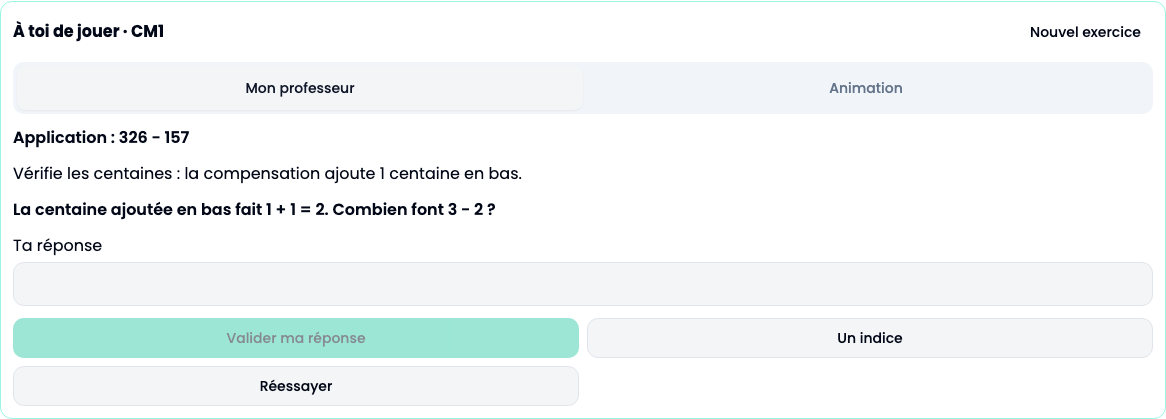 À toi de jouer · CM1
Nouvel exercice
Mon professeur
Animation
Application : 326 - 157
Vérifie les centaines : la compensation ajoute 1 centaine en bas.
La centaine ajoutée en bas fait 1 + 1 = 2. Combien font 3 - 2 ?
Ta réponse
Valider ma réponse
Un indice
Réessayer